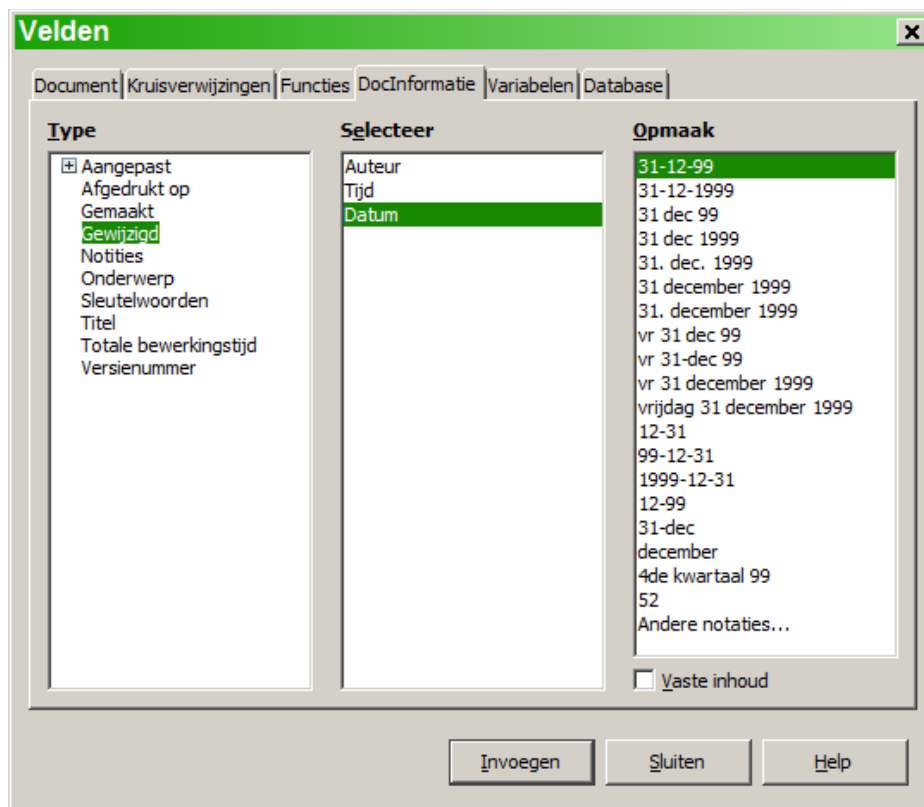 Velden
Document Kruisverwijzingen Functies DocInformatie Variabelen Database
Type
Aangepast
Afgedrukt op
Gemaakt
Gewijzigd
Notities
Onderwerp
Sleutelwoorden
Titel
Totale bewerkingstijd
Versienummer
Selecteer
Auteur
Tijd
Datum
Opmaak
31-12-99
31-12-1999
31 dec 99
31 dec 1999
31. dec. 1999
31 december 1999
31. december 1999
vr 31 dec 99
vr 31-dec 99
vr 31 december 1999
vrijdag 31 december 1999
12-31
99-12-31
1999-12-31
12-99
31-dec
december
4de kwartaal 99
52
Andere notaties...
Vaste inhoud
Invoegen Sluiten Help